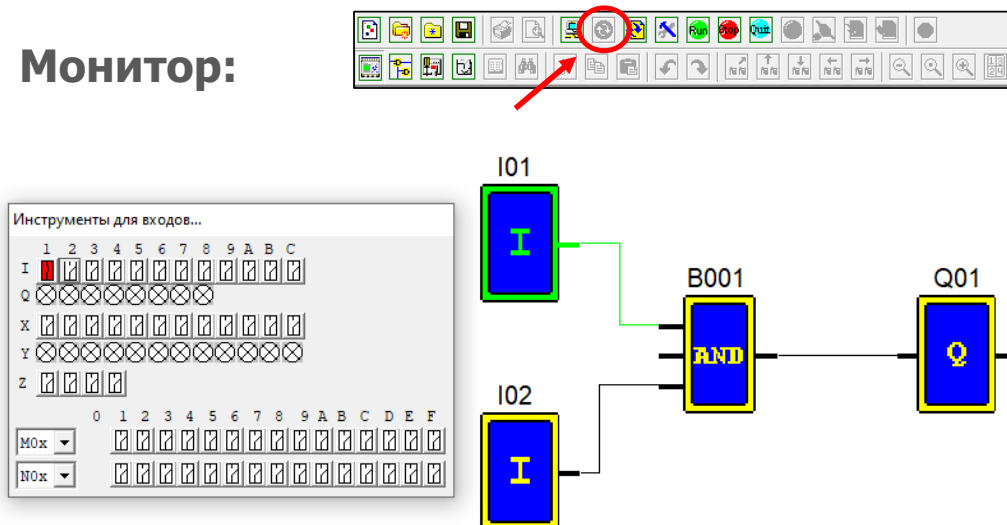 Монитор:
Run Stop Quit
I01
I
I02
I
B001
AND
Q01
Q
Инструменты для входов...
1 2 3 4 5 6 7 8 9 A B C
I
Q
X
Y
Z
0 1 2 3 4 5 6 7 8 9 A B C D E F
M0x
N0x